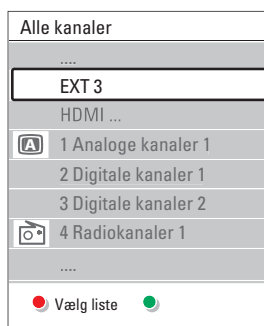 Alle kanaler
....
EXT 3
HDMI ...
A 1 Analoge kanaler 1
2 Digitale kanaler 1
3 Digitale kanaler 2
4 Radiokanaler 1
....
Vælg liste